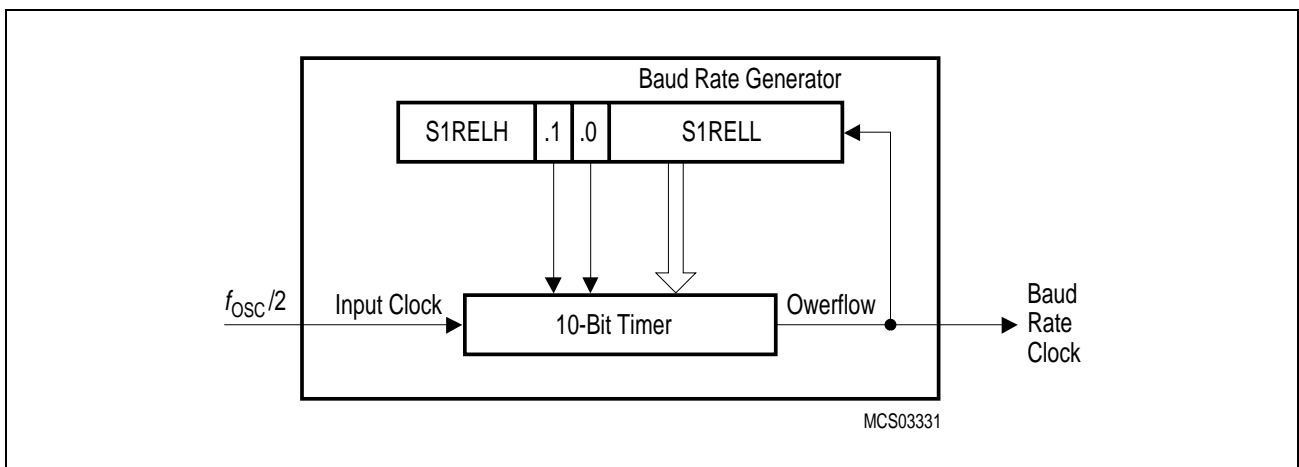 Baud Rate Generator
S1RELH .1 .0 S1RELL
fOSC/2 Input Clock 10-Bit Timer Owerflow
Baud
Rate
Clock
MCS03331